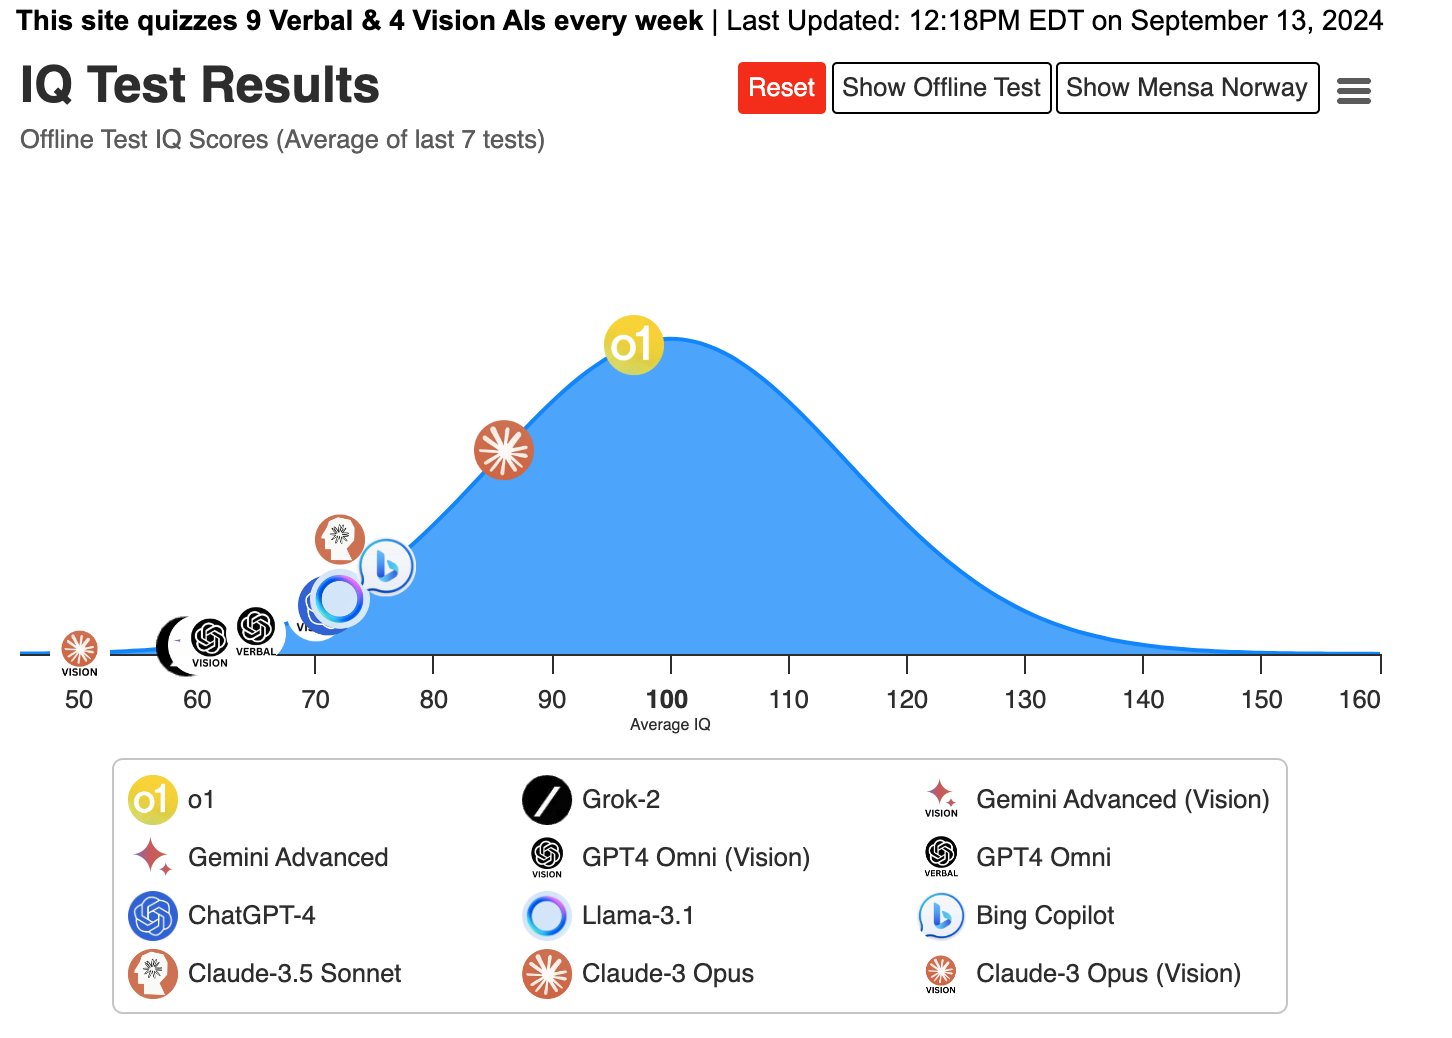 This site quizzes 9 Verbal & 4 Vision AIs every week | Last Updated: 12:18PM EDT on September 13, 2024
IQ Test Results
Reset Show Offline Test Show Mensa Norway
Offline Test IQ Scores (Average of last 7 tests)
o1
VISION
VISION
VERBAL
50 60 70 80 90 100 110 120 130 140 150 160
Average IQ
o1 o1 Grok-2 VISION Gemini Advanced (Vision)
Gemini Advanced VISION GPT4 Omni (Vision) VERBAL GPT4 Omni
ChatGPT-4 Llama-3.1 Bing Copilot
Claude-3.5 Sonnet Claude-3 Opus VISION Claude-3 Opus (Vision)